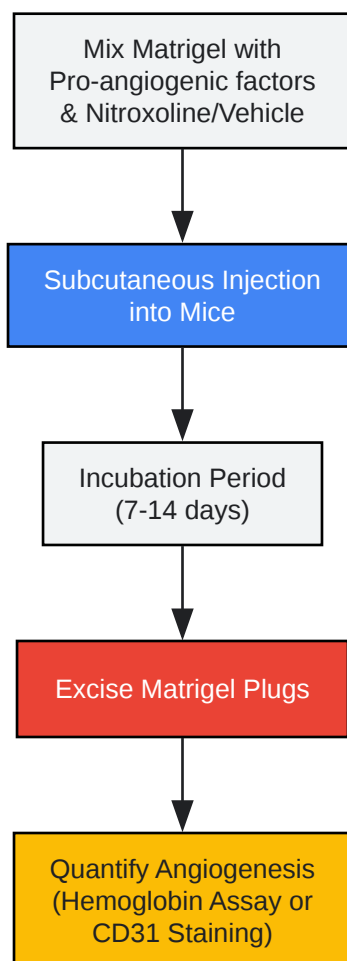 Mix Matrigel with
Pro-angiogenic factors
& Nitroxoline/Vehicle
Subcutaneous Injection
into Mice
Incubation Period
(7-14 days)
Excise Matrigel Plugs
Quantify Angiogenesis
(Hemoglobin Assay or
CD31 Staining)